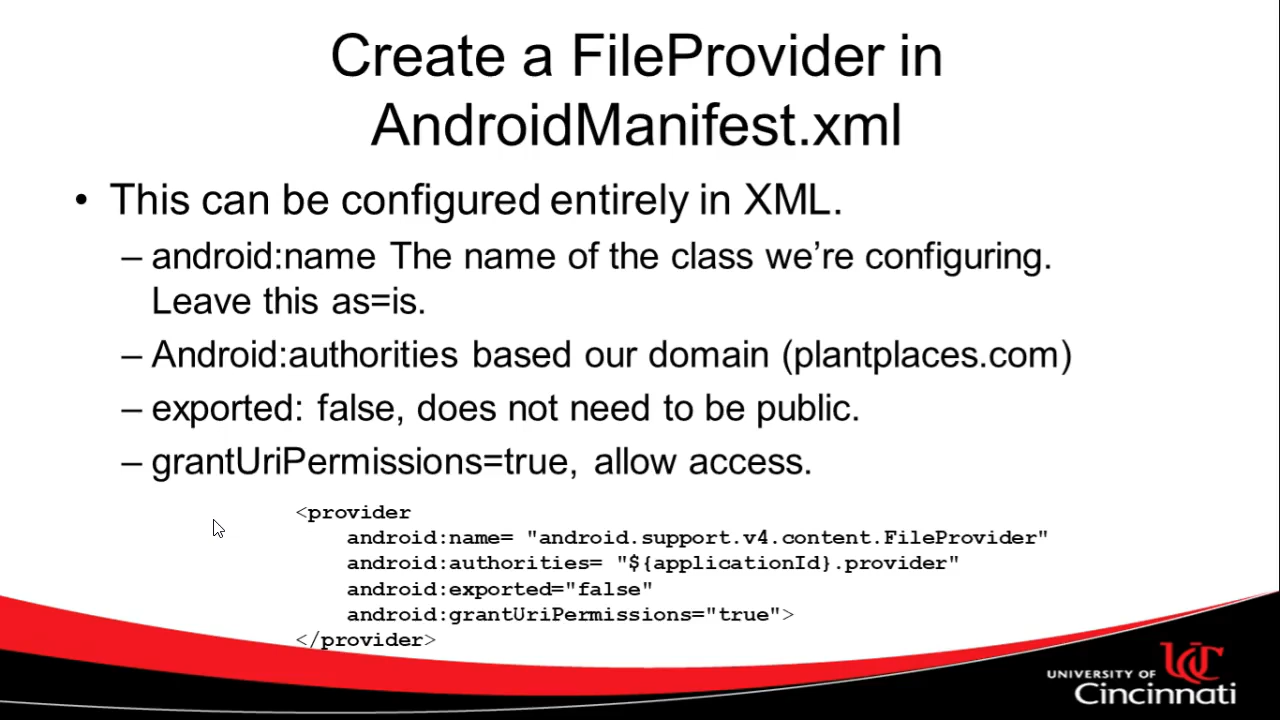 Create a FileProvider in
AndroidManifest.xml
• This can be configured entirely in XML.
– android:name The name of the class we’re configuring.
Leave this as=is.
– Android:authorities based our domain (plantplaces.com)
– exported: false, does not need to be public.
– grantUriPermissions=true, allow access.
<provider
android:name= "android.support.v4.content.FileProvider"
android:authorities= "${applicationId}.provider"
android:exported="false"
android:grantUriPermissions="true">
</provider>
UC
UNIVERSITY OF
Cincinnati